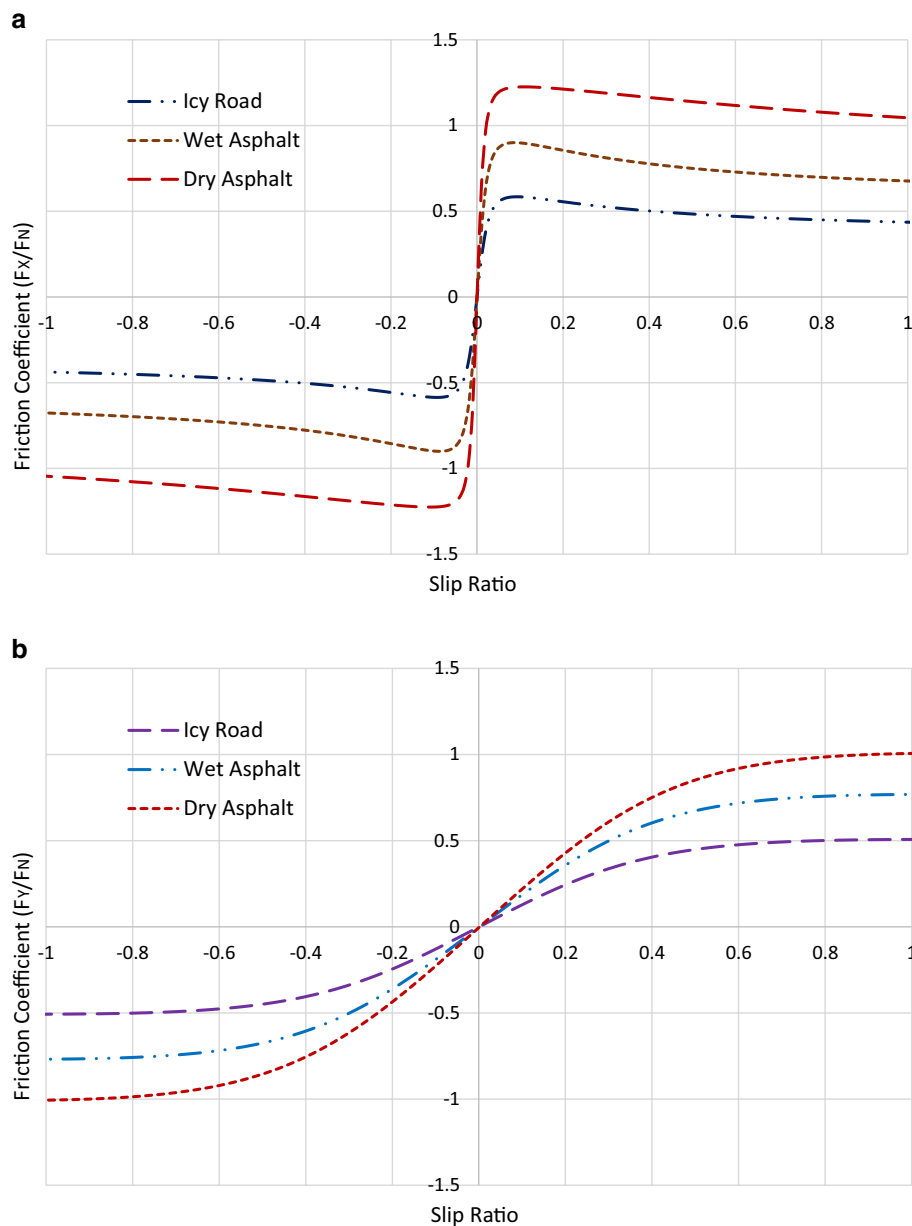 a
1.5
Icy Road
1
Wet Asphalt
Dry Asphalt
0.5
0
-1 -0.8 -0.6 -0.4 -0.2 0 0.2 0.4 0.6 0.8 1
-0.5
-1
-1.5
Friction Coefficient (FX/FN)
Slip Ratio
b
1.5
Icy Road
1
Wet Asphalt
Dry Asphalt
0.5
0
-1 -0.8 -0.6 -0.4 -0.2 0 0.2 0.4 0.6 0.8 1
-0.5
-1
-1.5
Friction Coefficient (FY/FN)
Slip Ratio